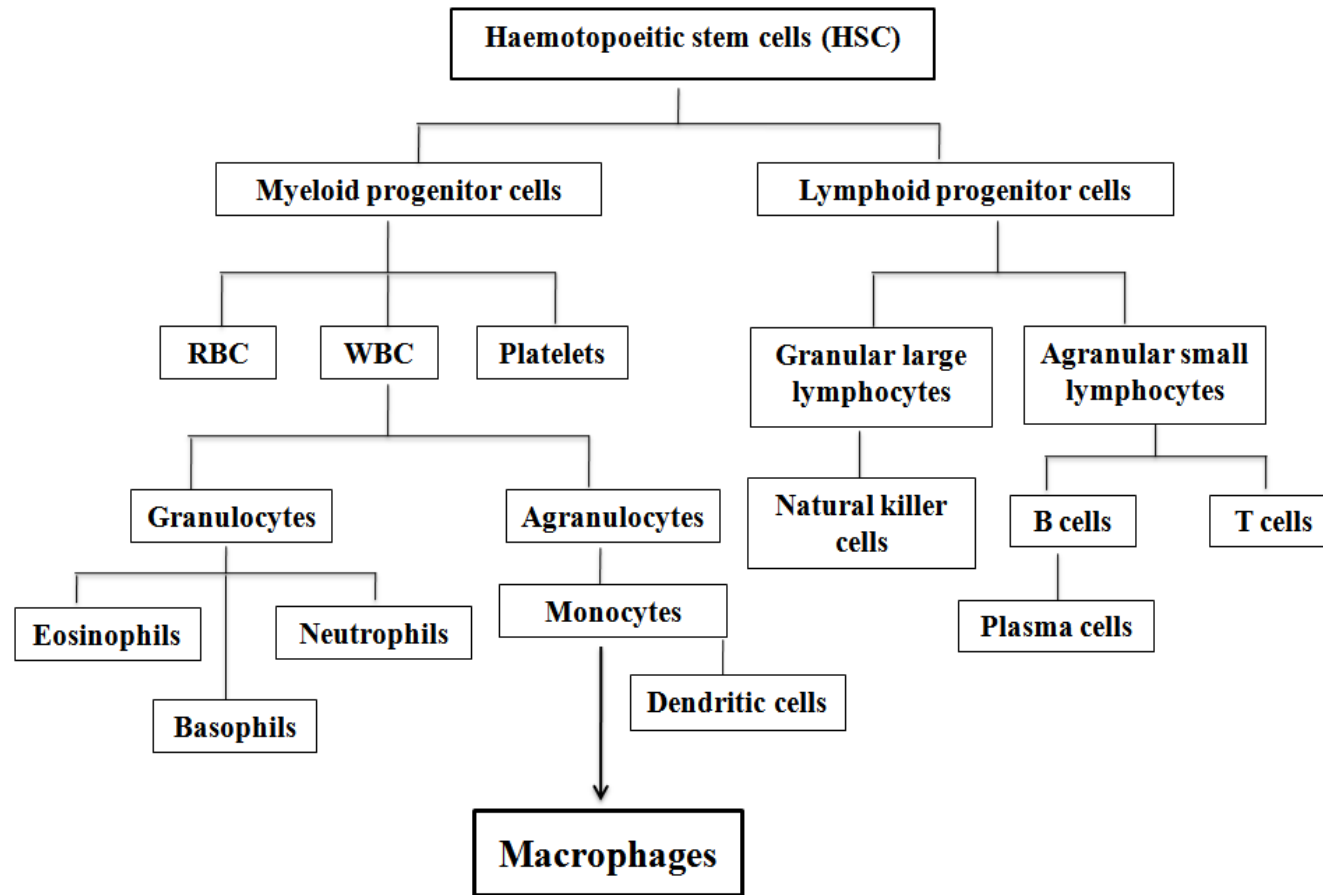 Haemotopoeitic stem cells (HSC)
Myeloid progenitor cells
Lymphoid progenitor cells
RBC
WBC
Platelets
Granular large
lymphocytes
Agranular small
lymphocytes
Granulocytes
Agranulocytes
Natural killer
cells
B cells
T cells
Eosinophils
Neutrophils
Monocytes
Plasma cells
Basophils
Dendritic cells
Macrophages